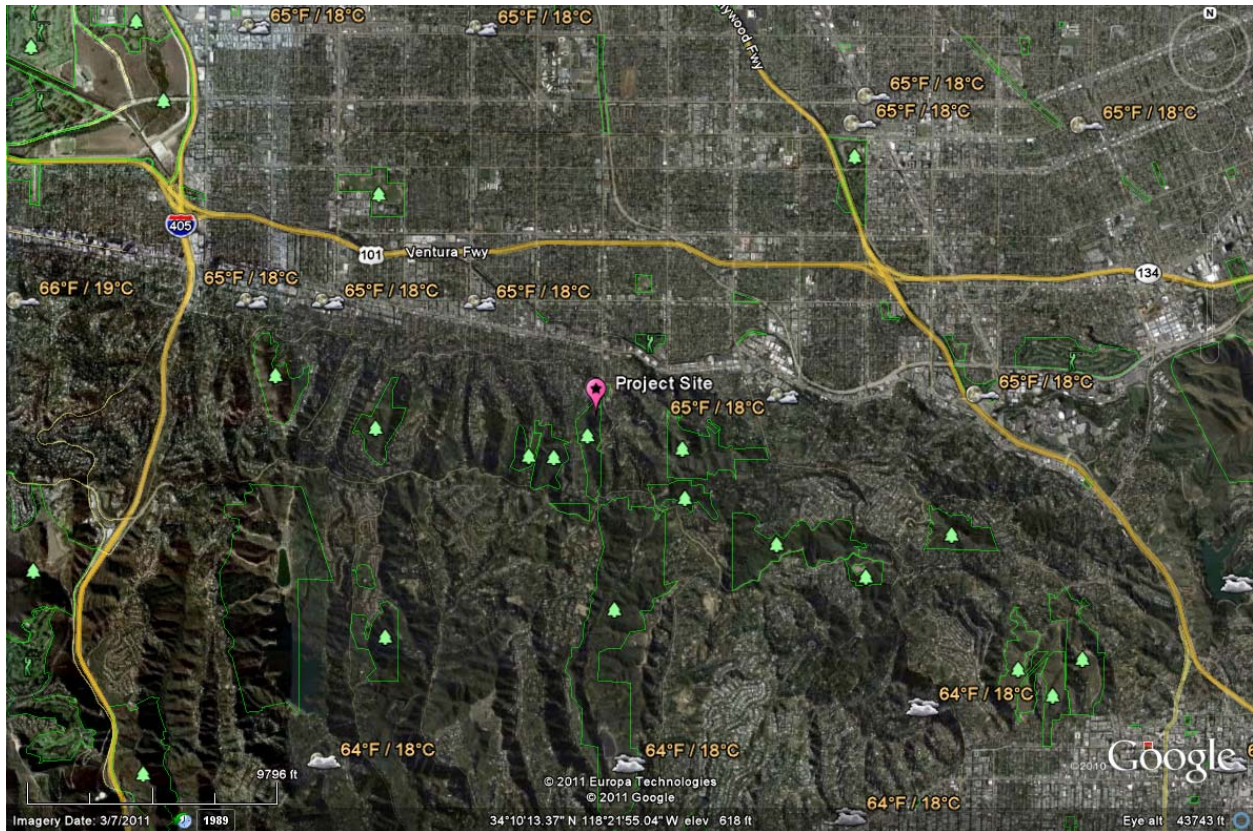 65°F / 18°C
65°F / 18°C
lywood Fwy
N
65°F / 18°C
65°F / 18°C
65°F / 18°C
405
101
Ventura Fwy
134
66°F / 19°C
65°F / 18°C
65°F / 18°C
65°F / 18°C
Project Site
65°F / 18°C
65°F / 18°C
64°F / 18°C
64°F / 18°C
64°F / 18°C
Google
©2010
9796 ft
© 2011 Europa Technologies
© 2011 Google
64°F / 18°C
Imagery Date: 3/7/2011
1989
34°10'13.37" N 118°21'55.04" W elev 618 ft
Eye alt 43743 ft